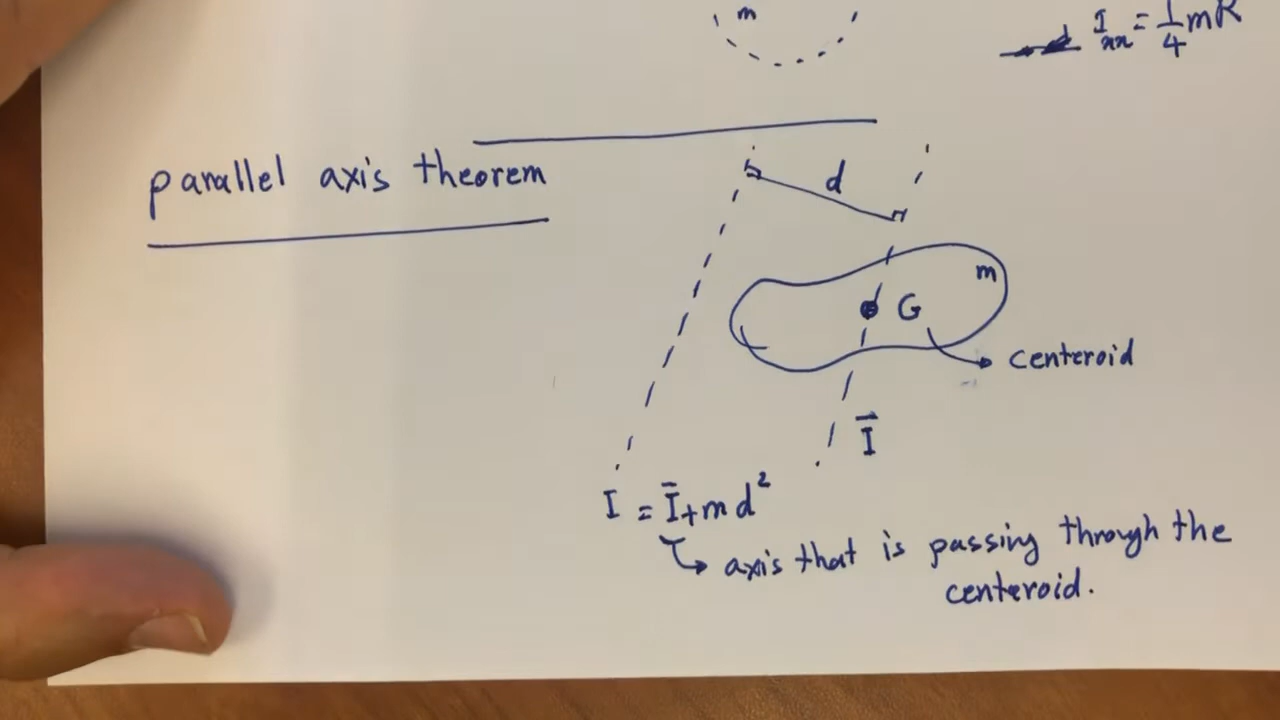 m
I_xx = 1/4 mR
parallel axis theorem
d
m
G
centeroid
Ī
I = Ī + md²
axis that is passing through the
centeroid.